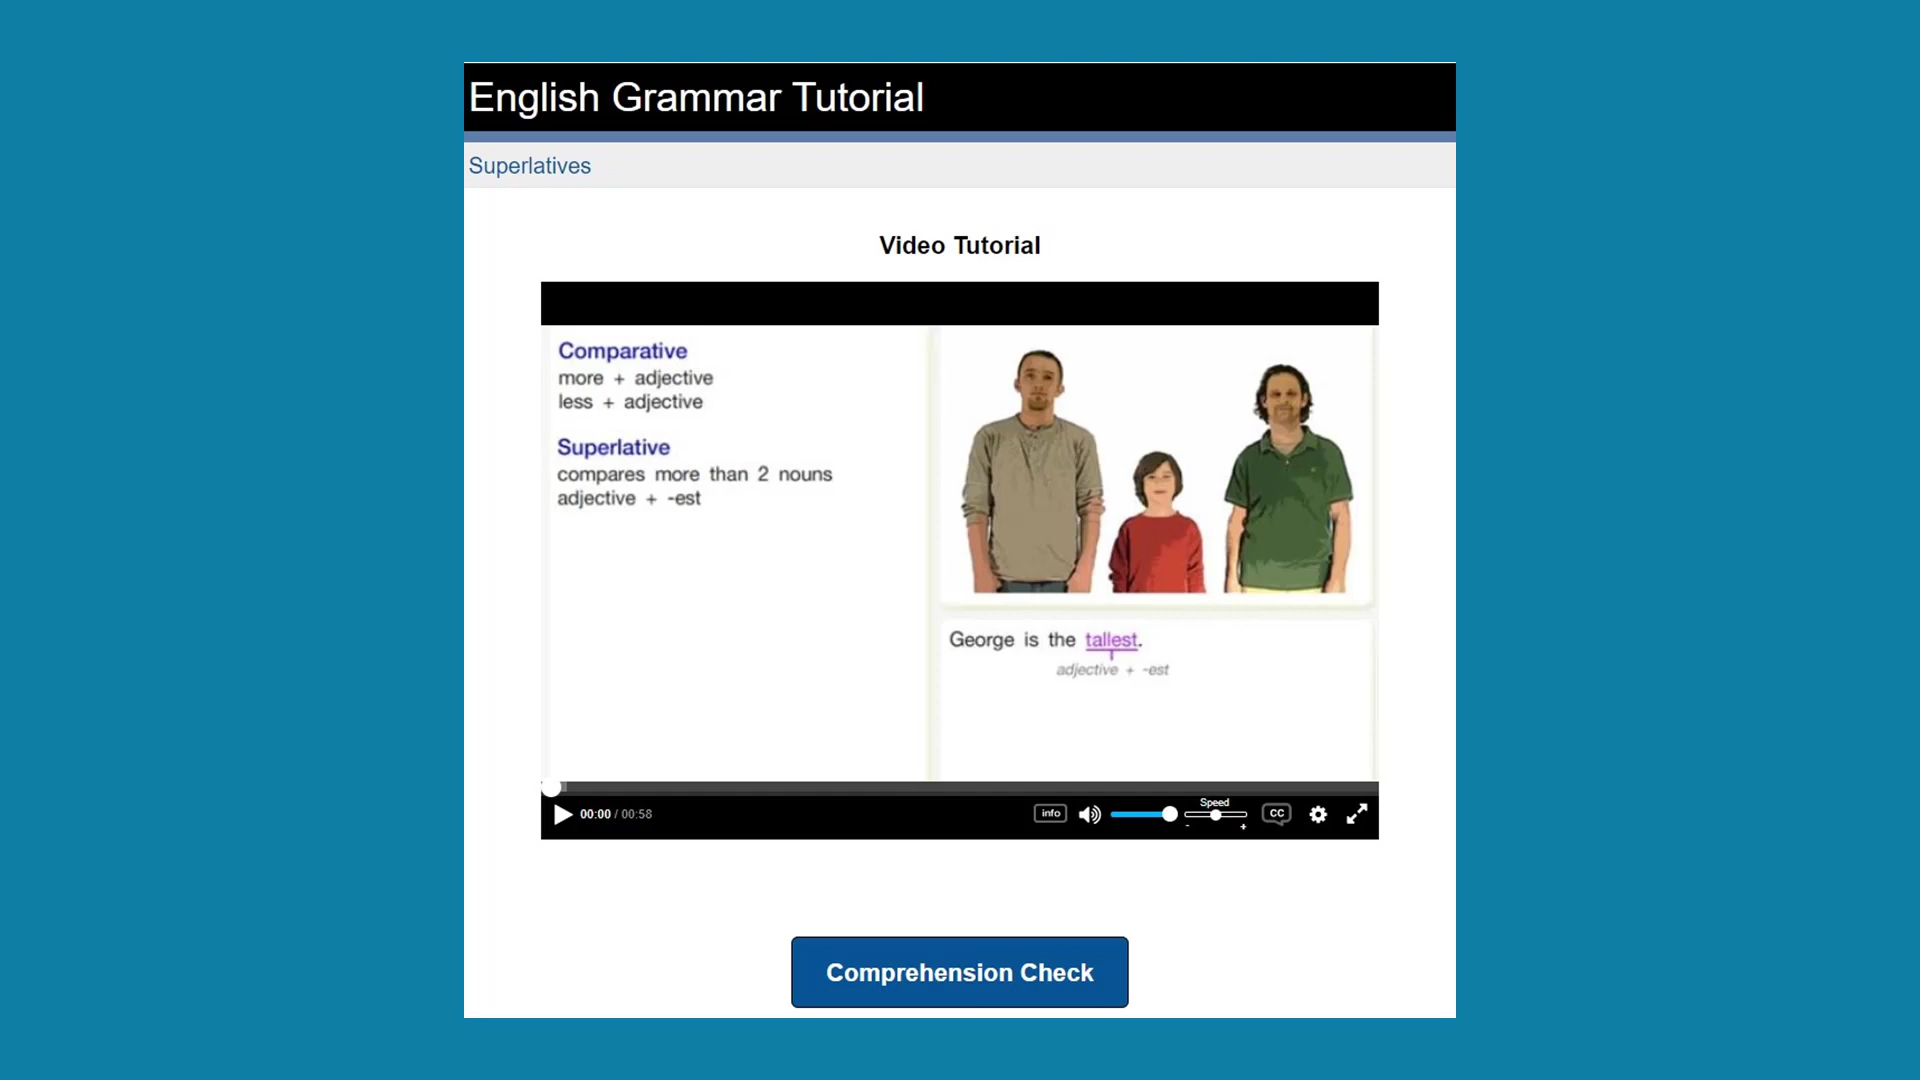 English Grammar Tutorial
Superlatives
Video Tutorial
Comparative
more + adjective
less + adjective
Superlative
compares more than 2 nouns
adjective + -est
George is the tallest.
adjective + -est
00:00 / 00:58
info
Speed
- +
CC
Comprehension Check